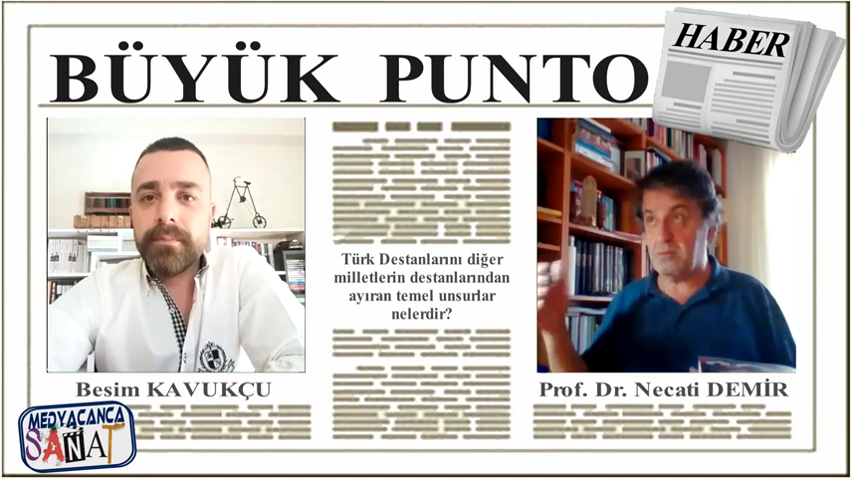 BÜYÜK PUNTO
HABER
Türk Destanlarını diğer
milletlerin destanlarından
ayıran temel unsurlar
nelerdir?
Besim KAVUKÇU
Prof. Dr. Necati DEMİR
MEDYACANCA
SANAT